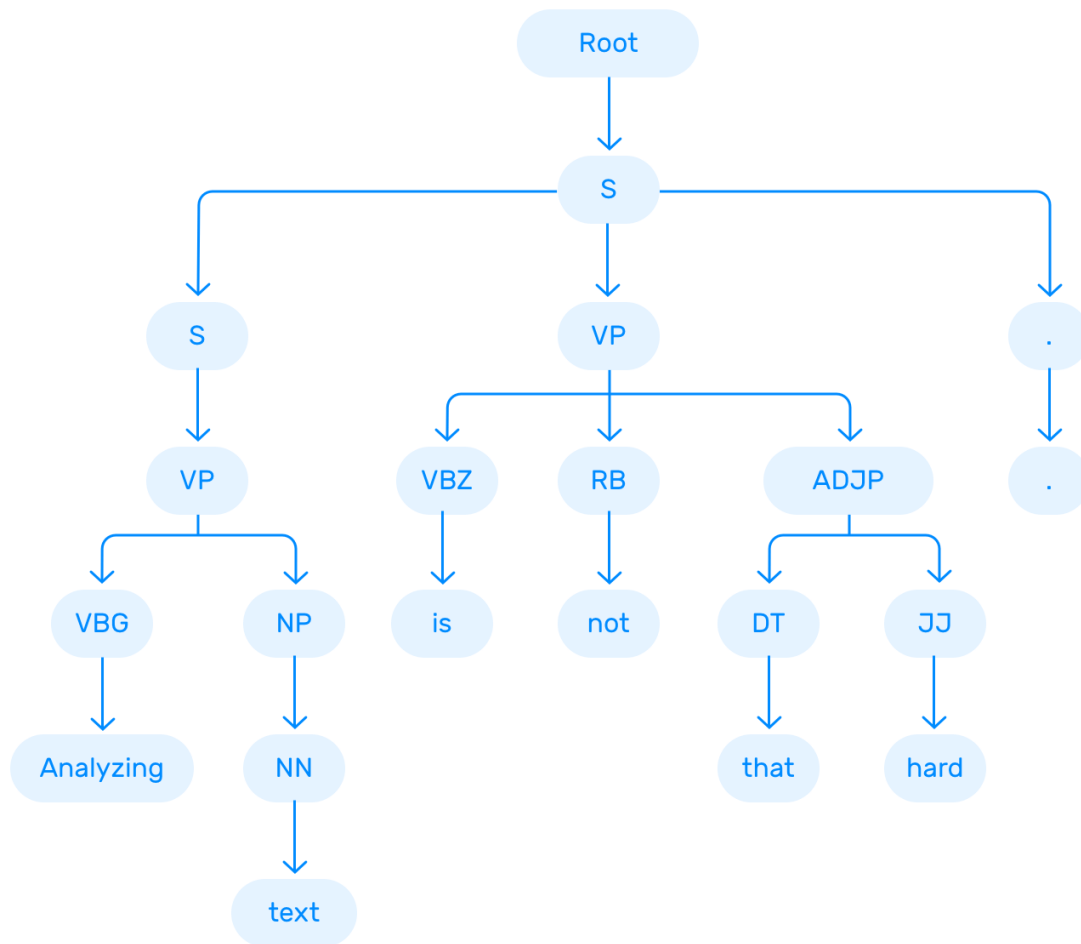 Root
S
S VP .
VP VBZ RB ADJP .
VBG NP is not DT JJ
Analyzing NN that hard
text